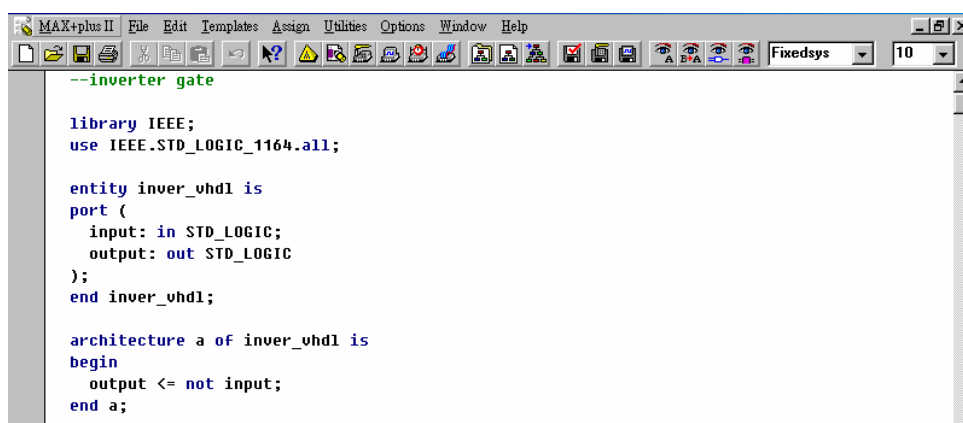 MAX+plus II File Edit Templates Assign Utilities Options Window Help
Fixedsys 10
--inverter gate
library IEEE;
use IEEE.STD_LOGIC_1164.all;
entity inver_vhdl is
port (
input: in STD_LOGIC;
output: out STD_LOGIC
);
end inver_vhdl;
architecture a of inver_vhdl is
begin
output <= not input;
end a;